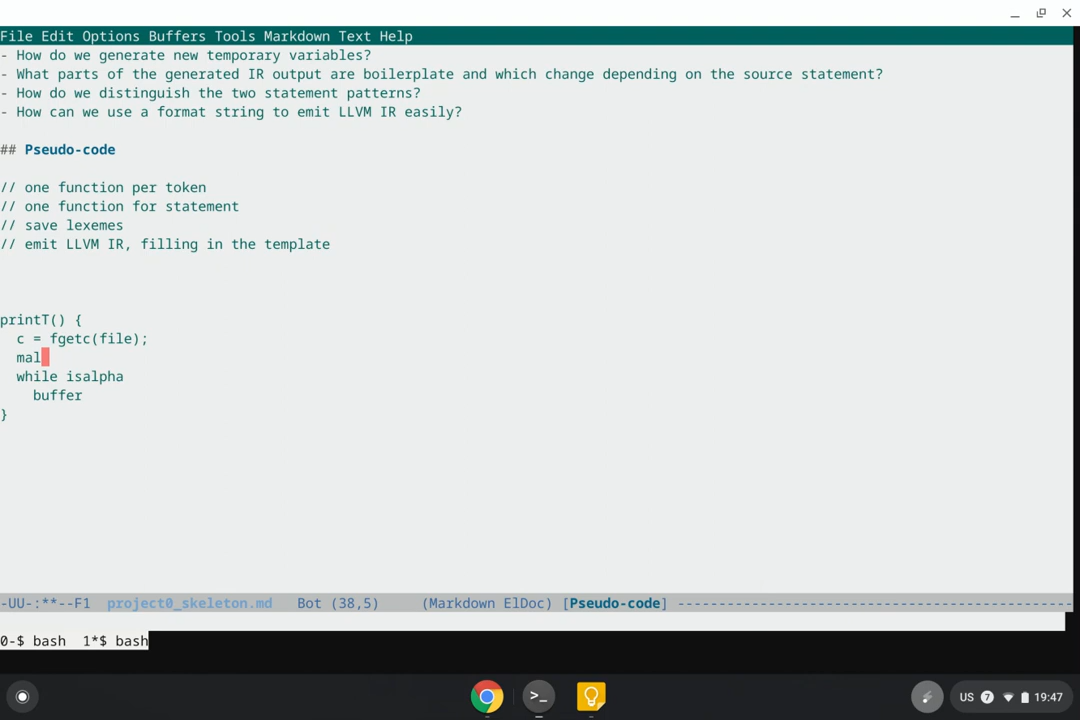 File Edit Options Buffers Tools Markdown Text Help
- How do we generate new temporary variables?
- What parts of the generated IR output are boilerplate and which change depending on the source statement?
- How do we distinguish the two statement patterns?
- How can we use a format string to emit LLVM IR easily?
## Pseudo-code
// one function per token
// one function for statement
// save lexemes
// emit LLVM IR, filling in the template
printT() {
  c = fgetc(file);
  mal
  while isalpha
    buffer
}
-UU-:**--F1  project0_skeleton.md   Bot (38,5)     (Markdown ElDoc) [Pseudo-code] ------------------------------------------------
0-$ bash  1*$ bash
US 7 19:47